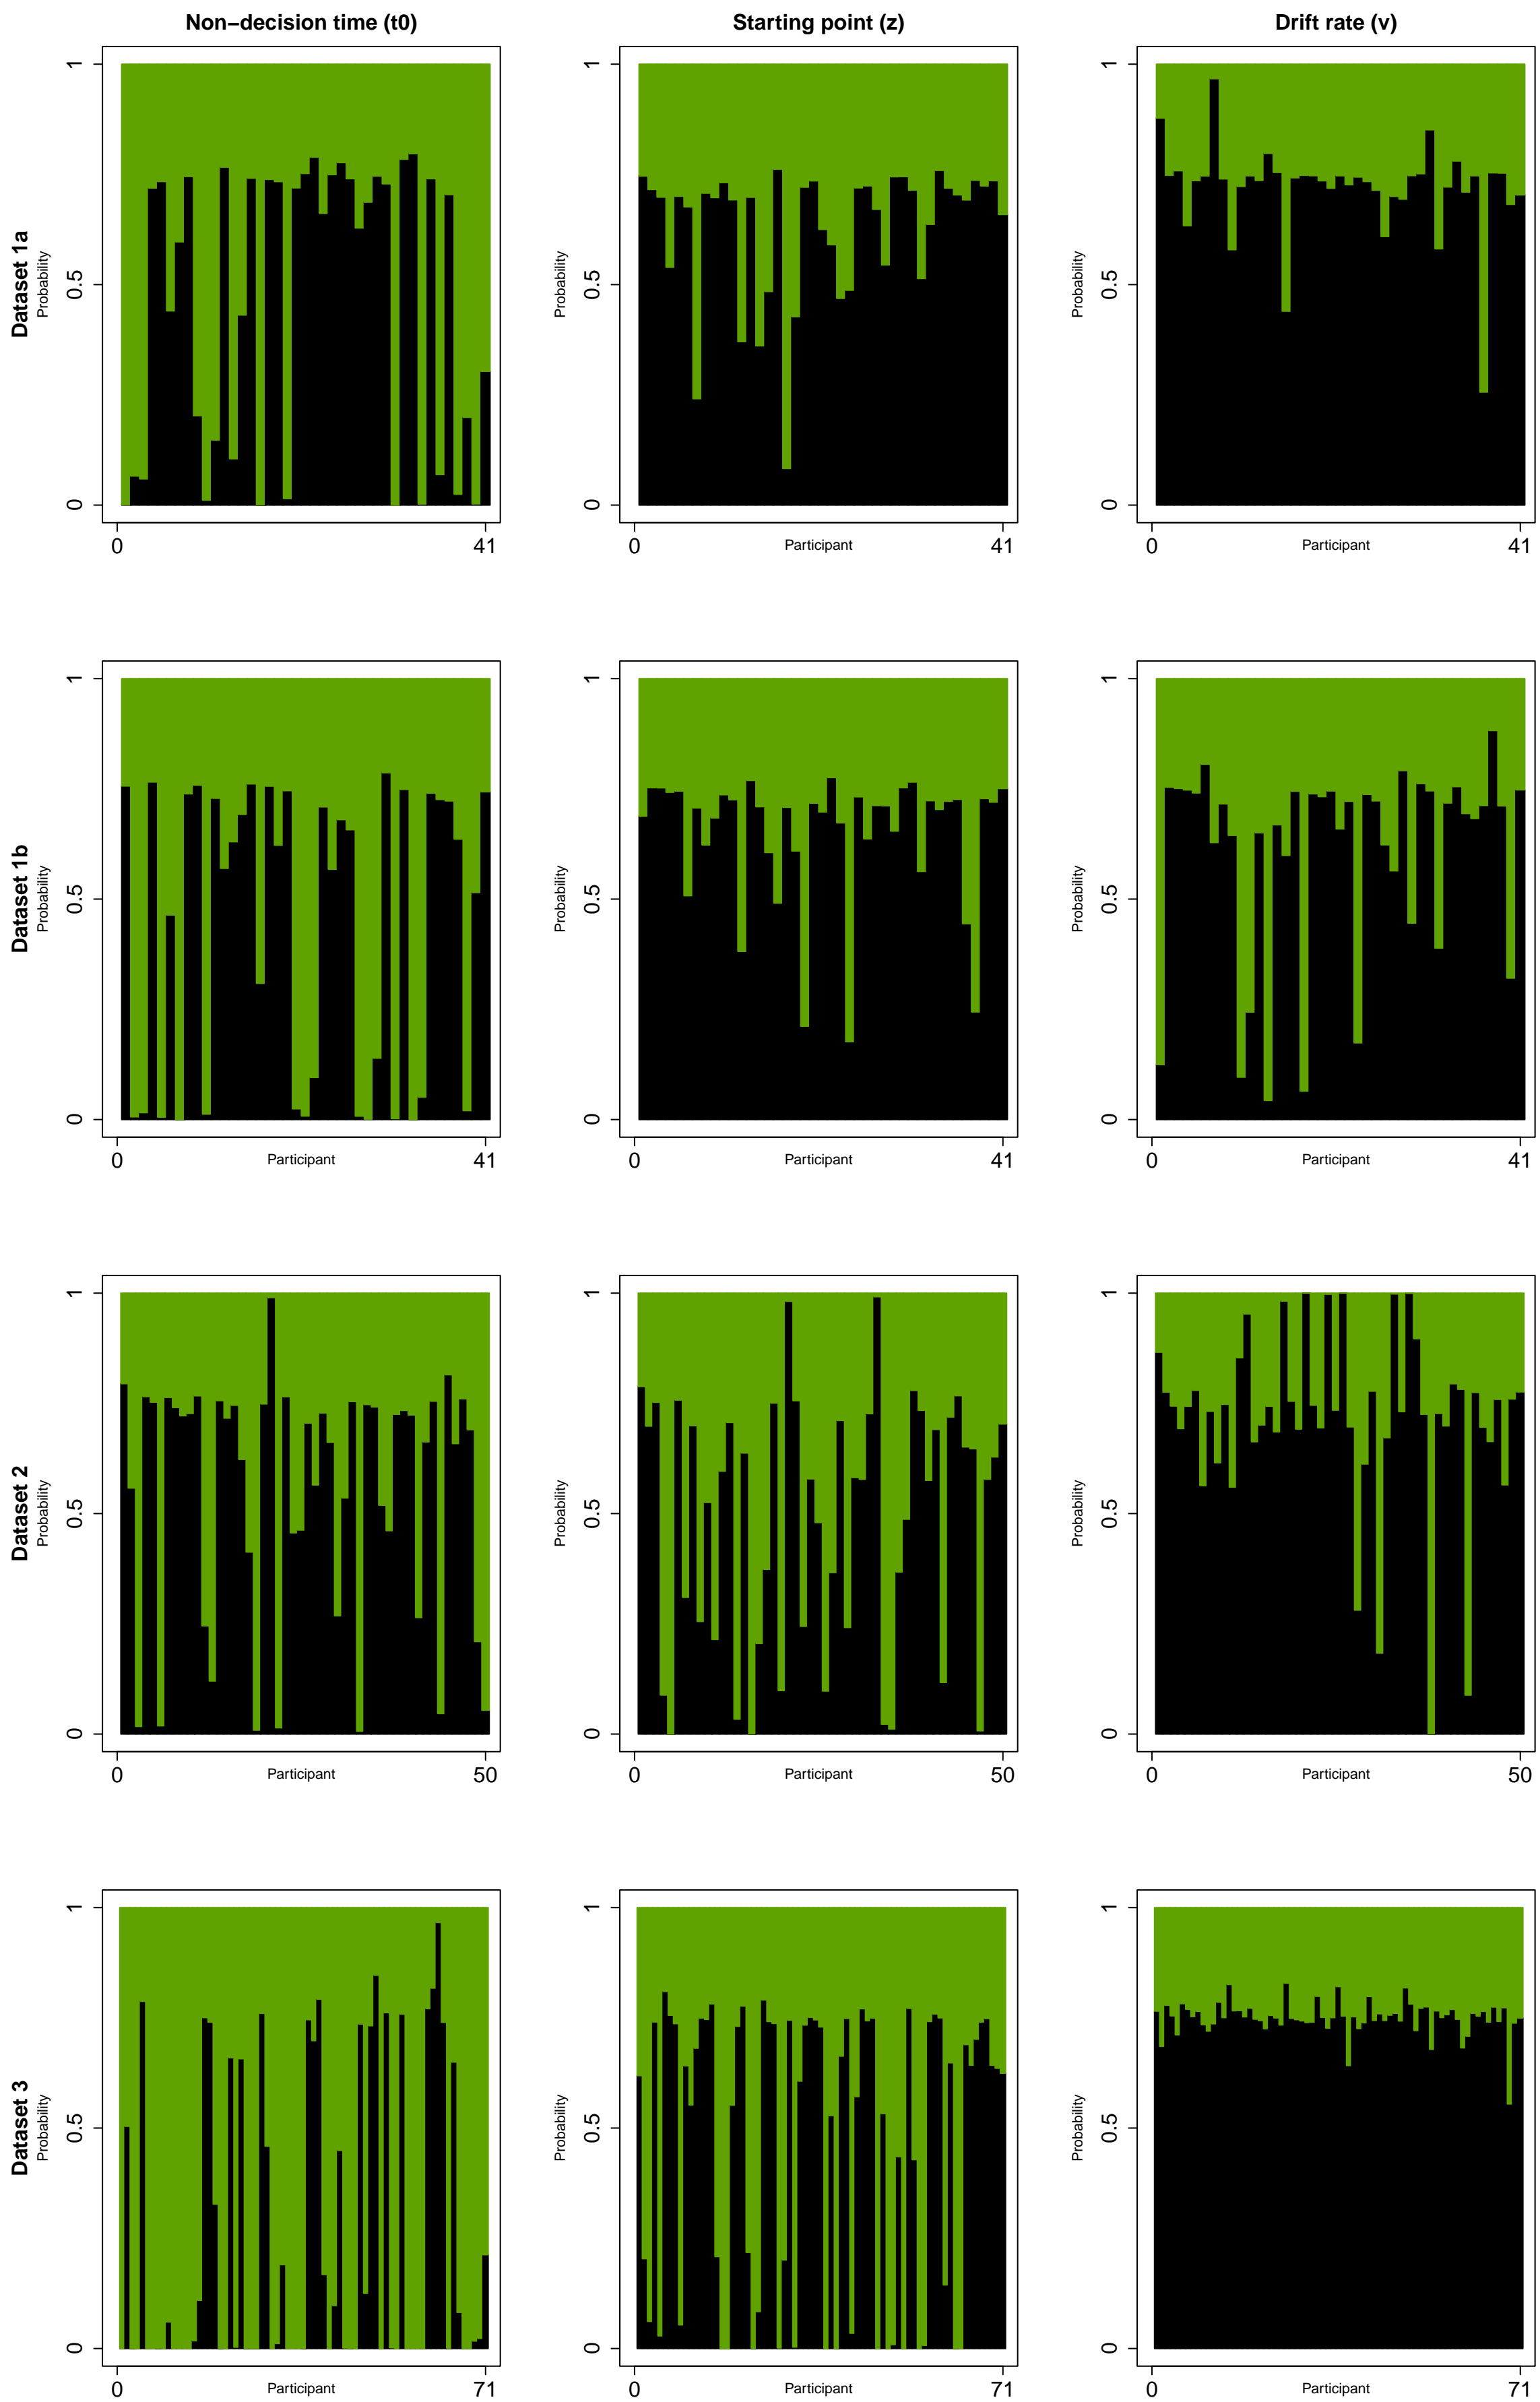 Non−decision time (t0) Starting point (z) Drift rate (v)
Dataset 1a
Probability
1
0.5
0
0
41
Probability
1
0.5
0
0 Participant 41
Probability
1
0.5
0
0 Participant 41
Dataset 1b
Probability
1
0.5
0
0 Participant 41
Probability
1
0.5
0
0 Participant 41
Probability
1
0.5
0
0 Participant 41
Dataset 2
Probability
1
0.5
0
0 Participant 50
Probability
1
0.5
0
0 Participant 50
Probability
1
0.5
0
0 Participant 50
Dataset 3
Probability
1
0.5
0
0 Participant 71
Probability
1
0.5
0
0 Participant 71
Probability
1
0.5
0
0 Participant 71